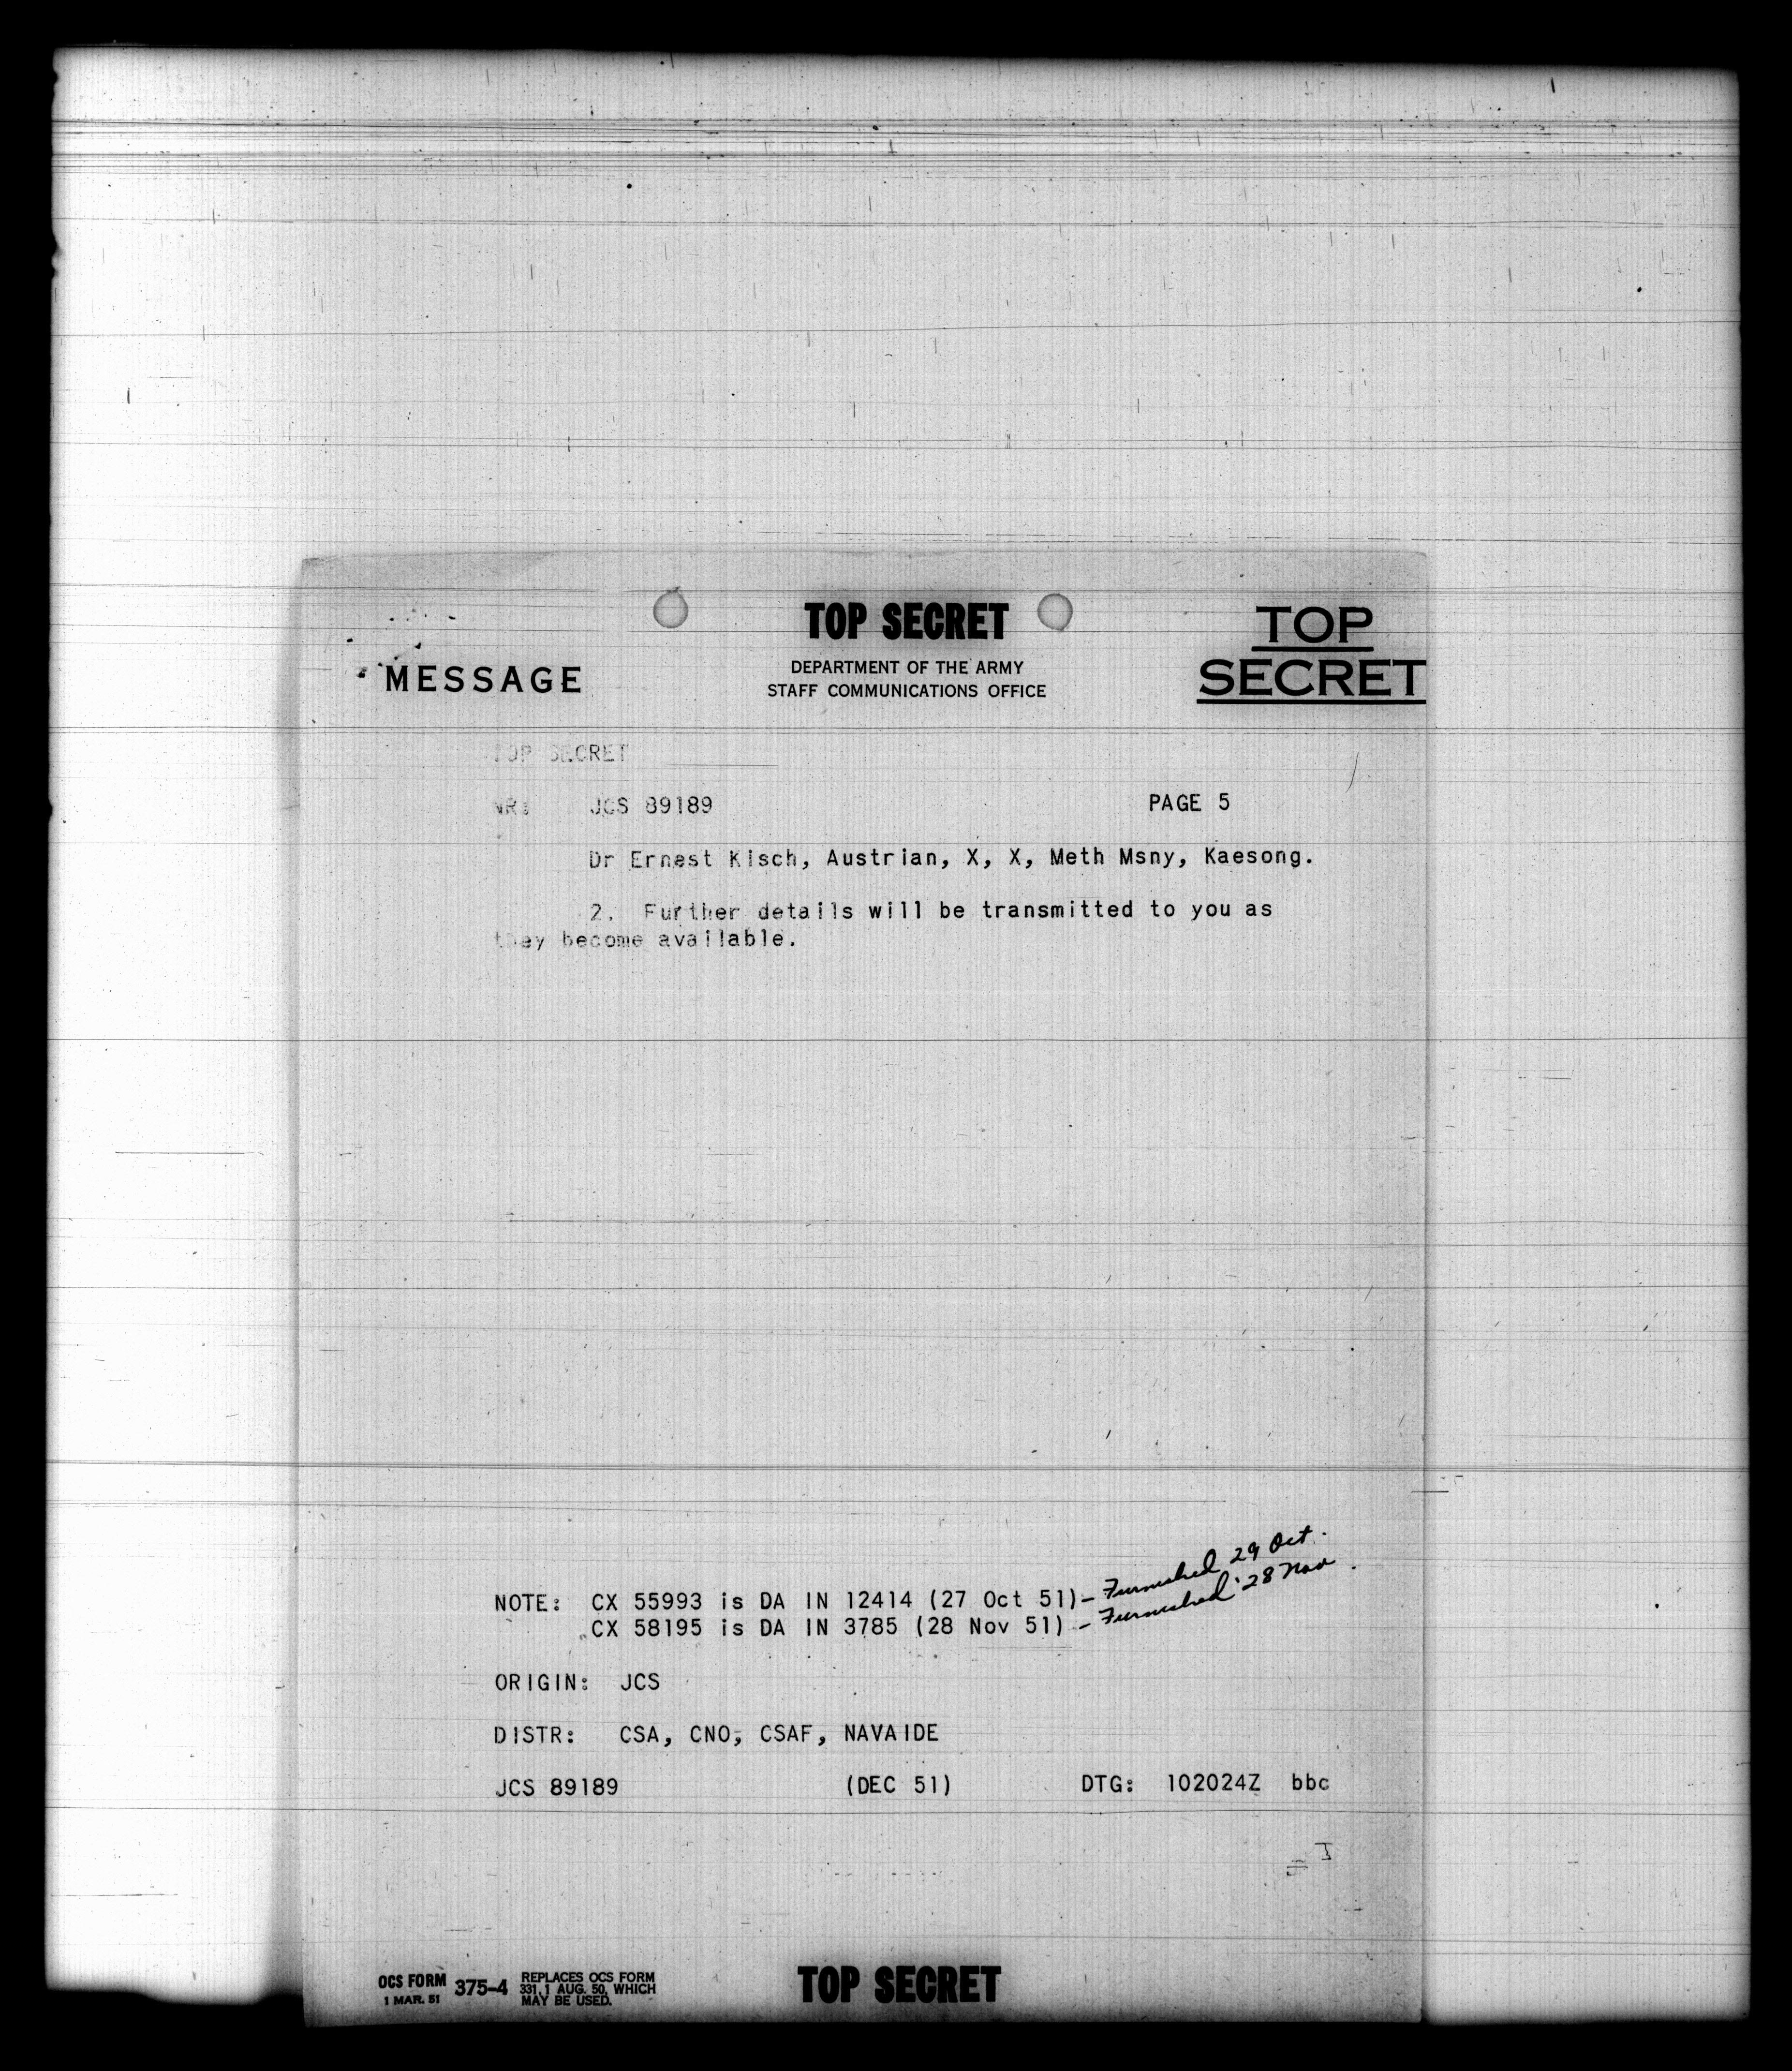 TOP SECRET
TOP
SECRET
MESSAGE
DEPARTMENT OF THE ARMY
STAFF COMMUNICATIONS OFFICE
TOP SECRET
NR: JCS 89189 PAGE 5
Dr Ernest Kisch, Austrian, X, X, Meth Msny, Kaesong.
2. Further details will be transmitted to you as
they become available.
NOTE: CX 55993 is DA IN 12414 (27 Oct 51) - Furnished 29 Oct.
CX 58195 is DA IN 3785 (28 Nov 51) - Furnished 28 Nov.
ORIGIN: JCS
DISTR: CSA, CNO, CSAF, NAVAIDE
JCS 89189 (DEC 51) DTG: 102024Z bbc
OCS FORM
1 MAR. 51
375-4
REPLACES OCS FORM
331, 1 AUG. 50, WHICH
MAY BE USED.
TOP SECRET